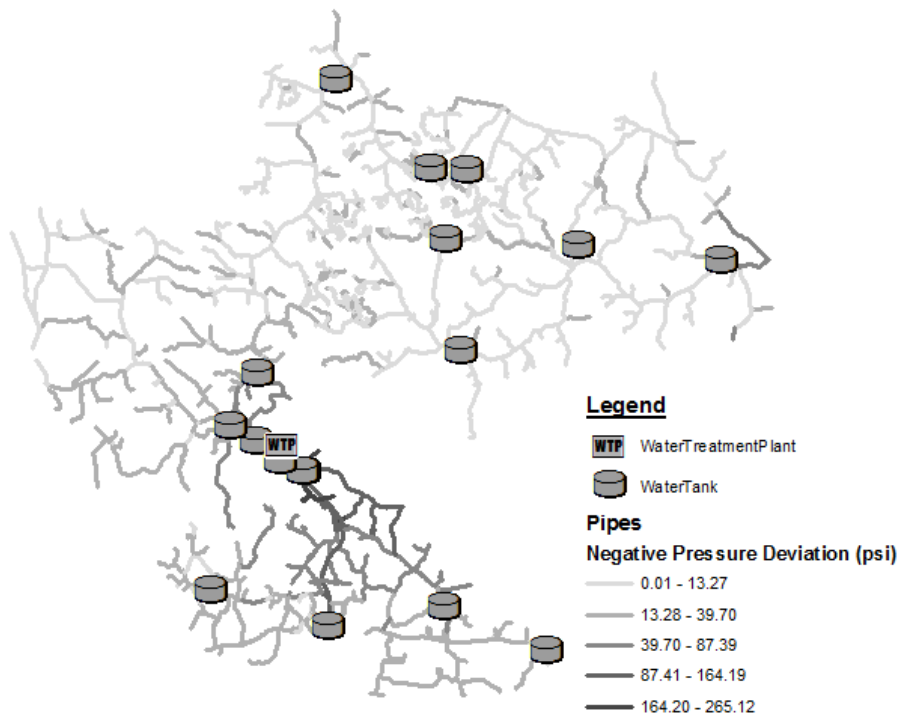 WTP
Legend
WTP WaterTreatmentPlant
WaterTank
Pipes
Negative Pressure Deviation (psi)
0.01 - 13.27
13.28 - 39.70
39.70 - 87.39
87.41 - 164.19
164.20 - 265.12